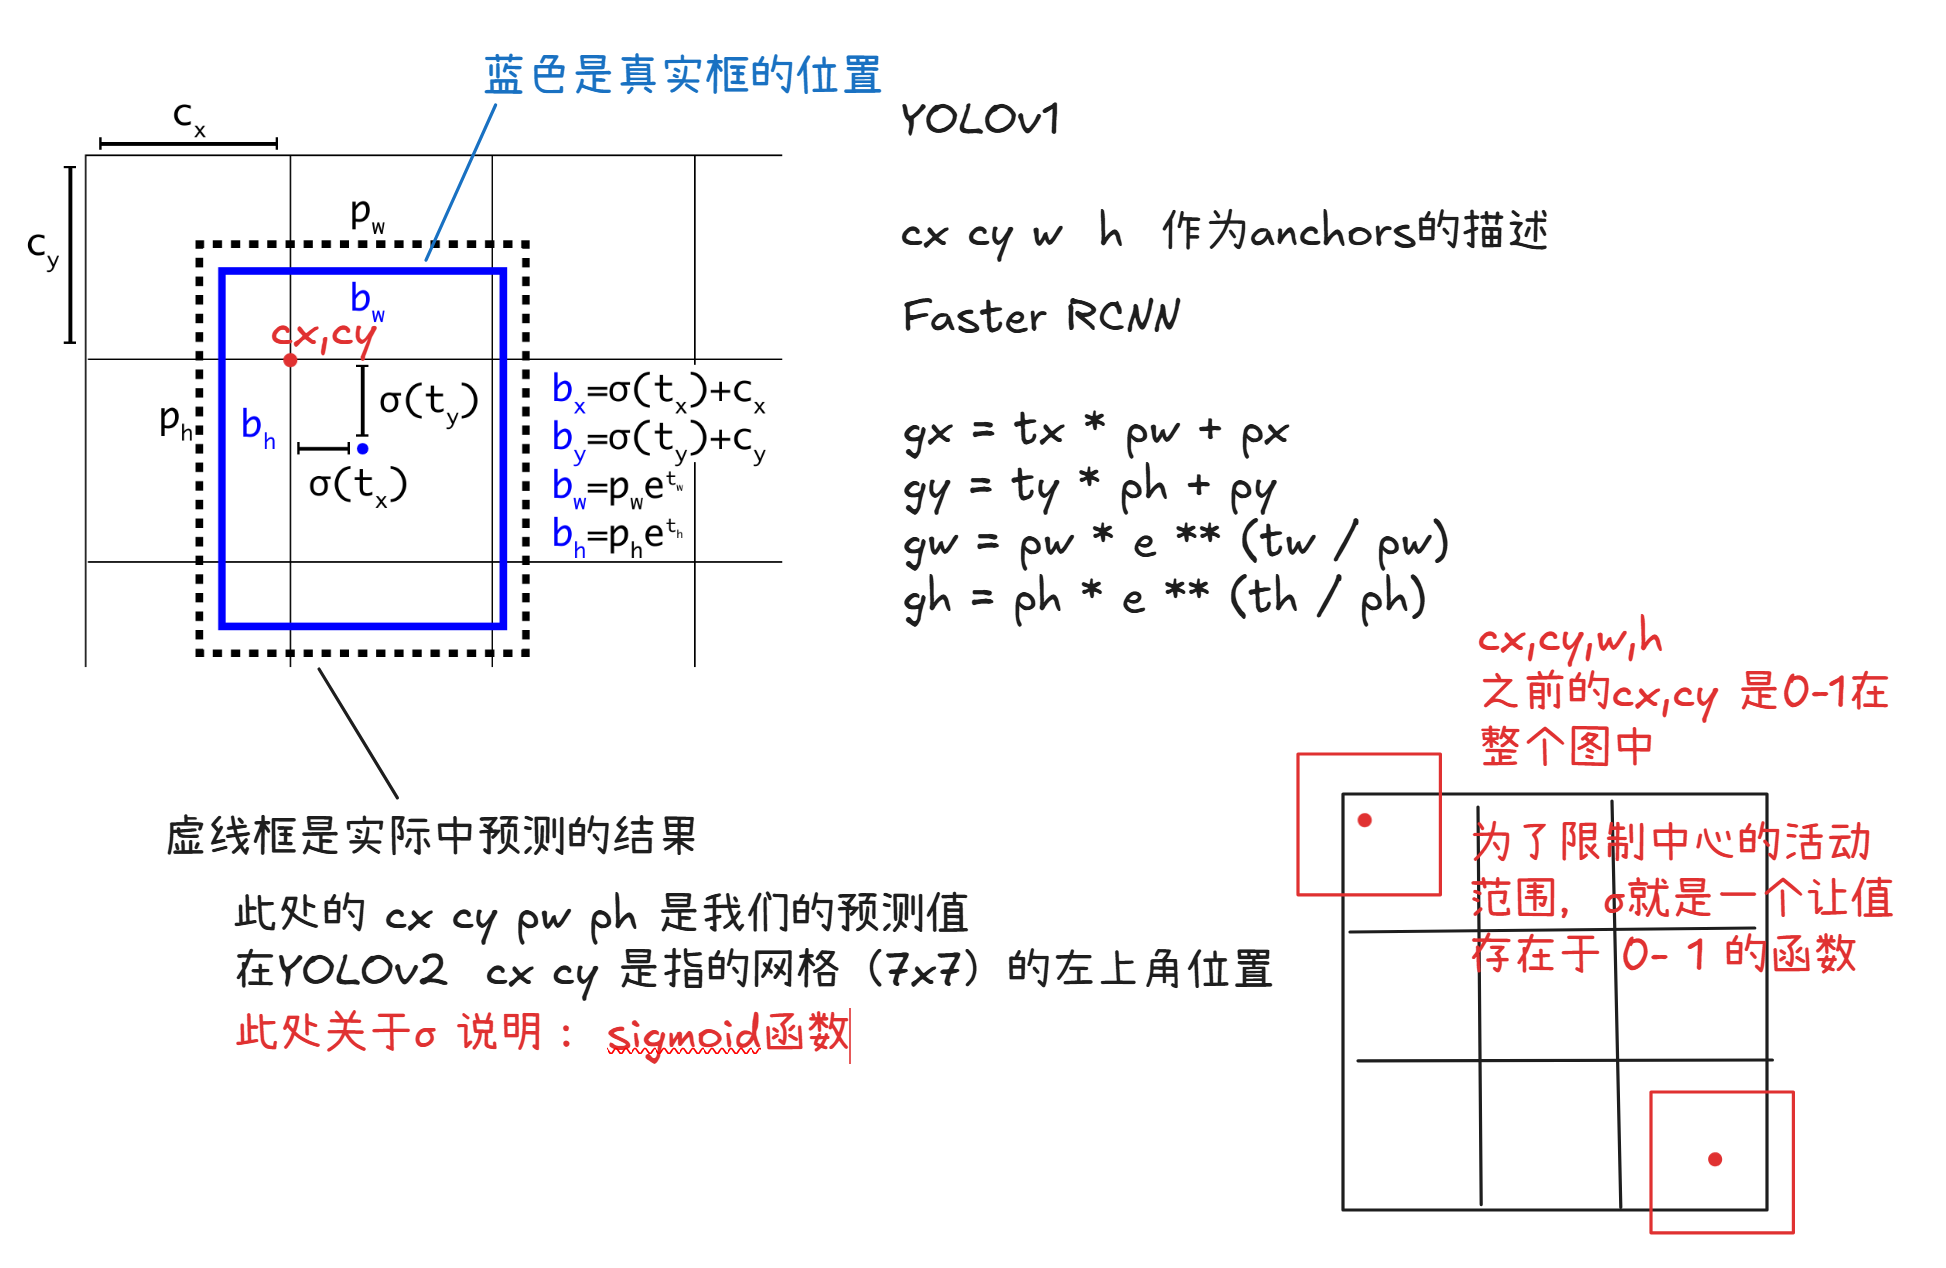 蓝色是真实框的位置
c_x
c_y
p_w
b_w
cx,cy
p_h
b_h
σ(t_y)
σ(t_x)
b_x=σ(t_x)+c_x
b_y=σ(t_y)+c_y
b_w=p_w e^{t_w}
b_h=p_h e^{t_h}
虚线框是实际中预测的结果
此处的 cx cy pw ph 是我们的预测值
在YOLOv2 cx cy 是指的网格（7x7）的左上角位置
此处关于σ 说明：sigmoid函数
YOLOv1
cx cy w h 作为anchors的描述
Faster RCNN
gx = tx * pw + px
gy = ty * ph + py
gw = pw * e ** (tw / pw)
gh = ph * e ** (th / ph)
cx,cy,w,h
之前的cx,cy 是0-1在
整个图中
为了限制中心的活动
范围，σ就是一个让值
存在于 0- 1 的函数